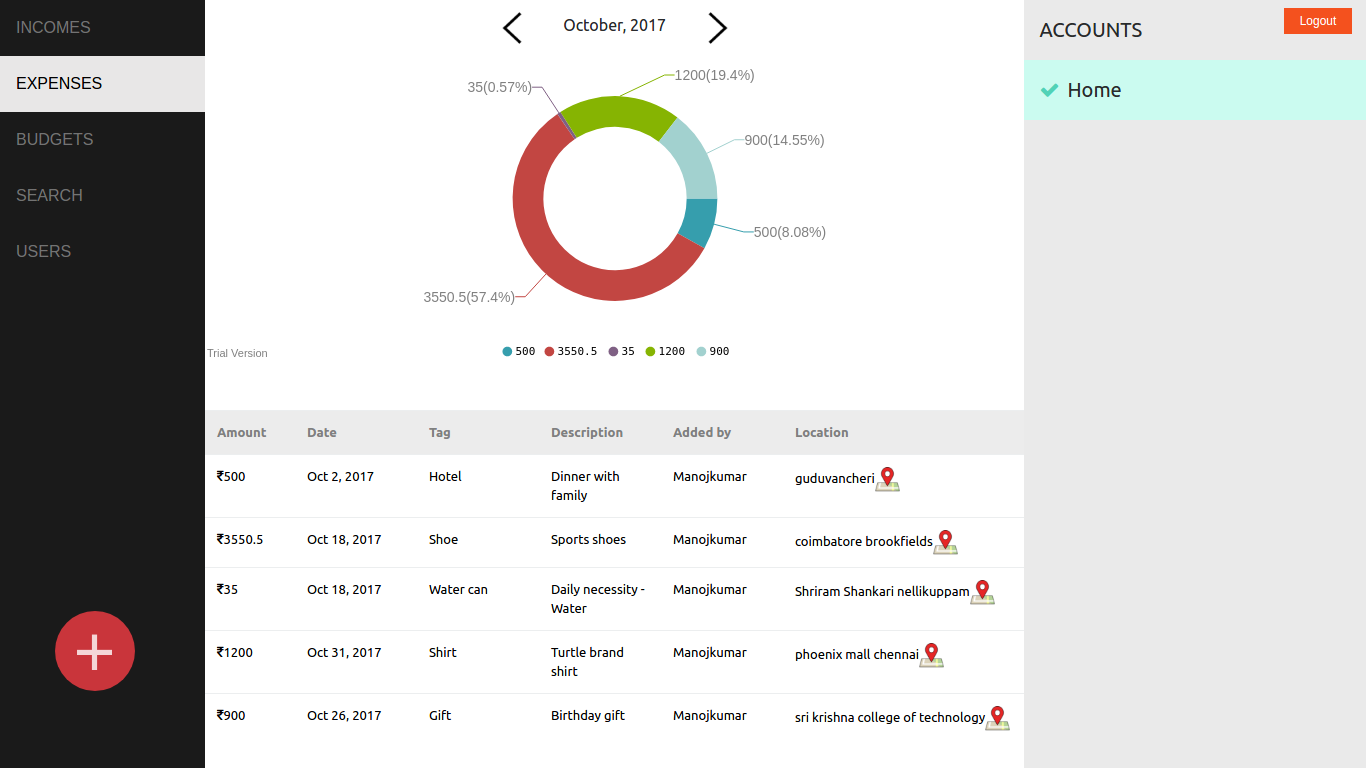 INCOMES
EXPENSES
BUDGETS
SEARCH
USERS
October, 2017
35(0.57%)
1200(19.4%)
900(14.55%)
500(8.08%)
3550.5(57.4%)
500 3550.5 35 1200 900
Trial Version
Amount Date Tag Description Added by Location
₹500 Oct 2, 2017 Hotel Dinner with Manojkumar guduvancheri
family
₹3550.5 Oct 18, 2017 Shoe Sports shoes Manojkumar coimbatore brookfields
₹35 Oct 18, 2017 Water can Daily necessity - Manojkumar Shriram Shankari nellikuppam
Water
₹1200 Oct 31, 2017 Shirt Turtle brand Manojkumar phoenix mall chennai
shirt
₹900 Oct 26, 2017 Gift Birthday gift Manojkumar sri krishna college of technology
ACCOUNTS
Logout
Home